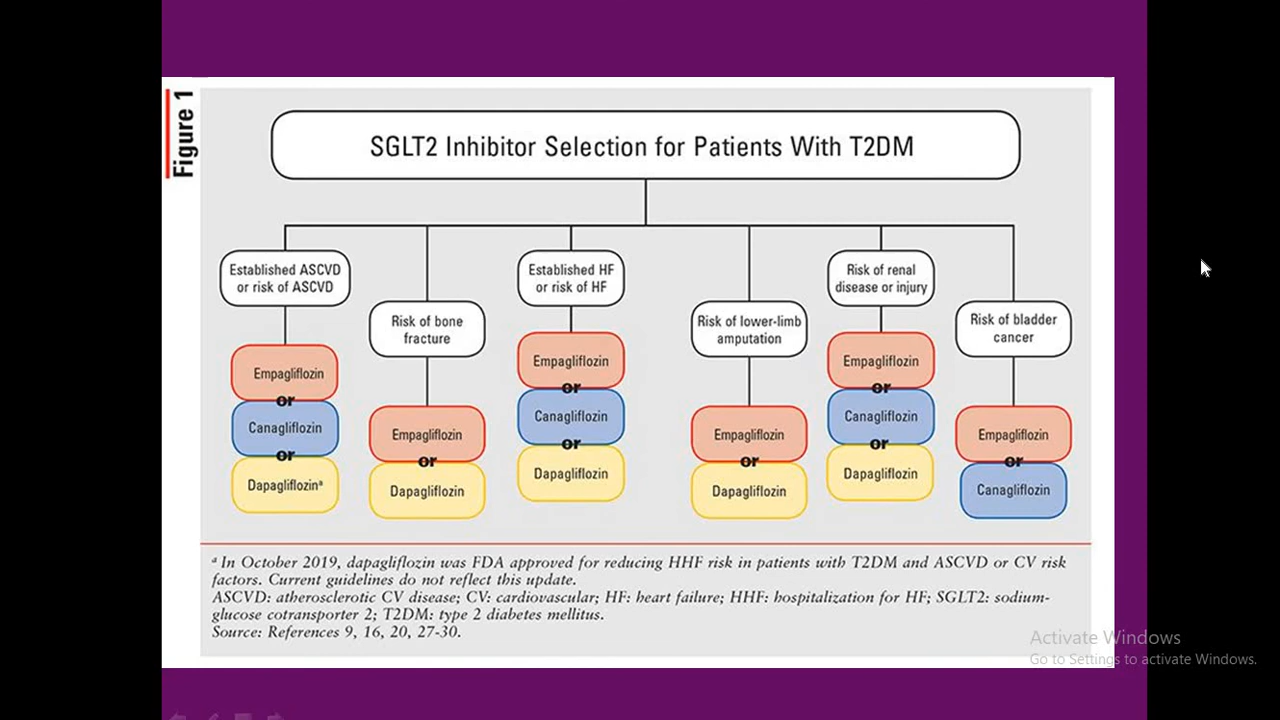 Figure 1
SGLT2 Inhibitor Selection for Patients With T2DM
Established ASCVD
or risk of ASCVD
Empagliflozin
or
Canagliflozin
or
Dapagliflozinᵃ
Risk of bone
fracture
Empagliflozin
or
Dapagliflozin
Established HF
or risk of HF
Empagliflozin
or
Canagliflozin
or
Dapagliflozin
Risk of lower-limb
amputation
Empagliflozin
or
Dapagliflozin
Risk of renal
disease or injury
Empagliflozin
or
Canagliflozin
or
Dapagliflozin
Risk of bladder
cancer
Empagliflozin
or
Canagliflozin
ᵃ In October 2019, dapagliflozin was FDA approved for reducing HHF risk in patients with T2DM and ASCVD or CV risk
factors. Current guidelines do not reflect this update.
ASCVD: atherosclerotic CV disease; CV: cardiovascular; HF: heart failure; HHF: hospitalization for HF; SGLT2: sodium-
glucose cotransporter 2; T2DM: type 2 diabetes mellitus.
Source: References 9, 16, 20, 27-30.
Activate Windows
Go to Settings to activate Windows.